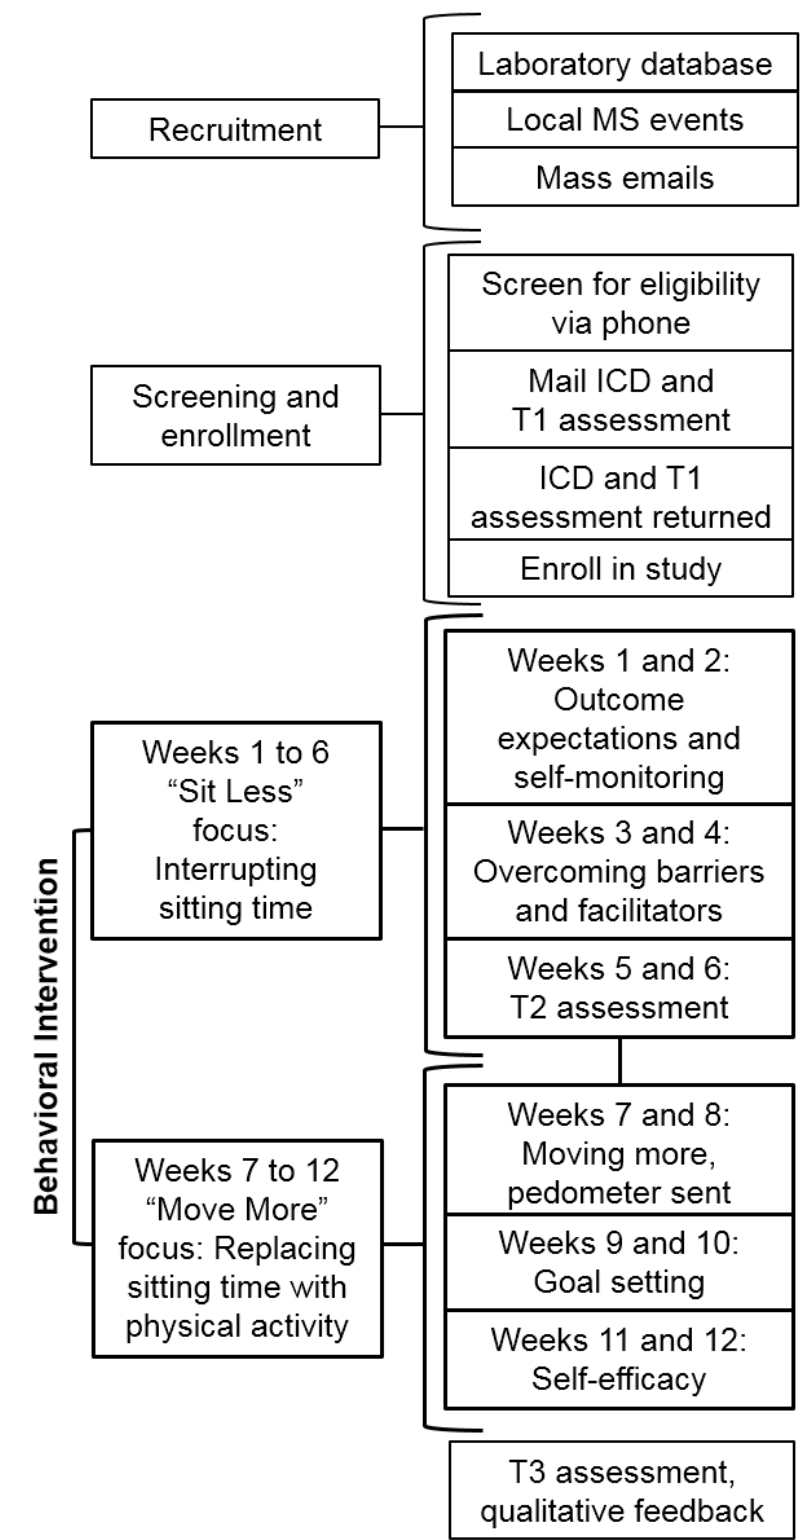 Recruitment
Laboratory database
Local MS events
Mass emails
Screening and
enrollment
Screen for eligibility
via phone
Mail ICD and
T1 assessment
ICD and T1
assessment returned
Enroll in study
Behavioral Intervention
Weeks 1 to 6
“Sit Less”
focus:
Interrupting
sitting time
Weeks 1 and 2:
Outcome
expectations and
self-monitoring
Weeks 3 and 4:
Overcoming barriers
and facilitators
Weeks 5 and 6:
T2 assessment
Weeks 7 to 12
“Move More”
focus: Replacing
sitting time with
physical activity
Weeks 7 and 8:
Moving more,
pedometer sent
Weeks 9 and 10:
Goal setting
Weeks 11 and 12:
Self-efficacy
T3 assessment,
qualitative feedback